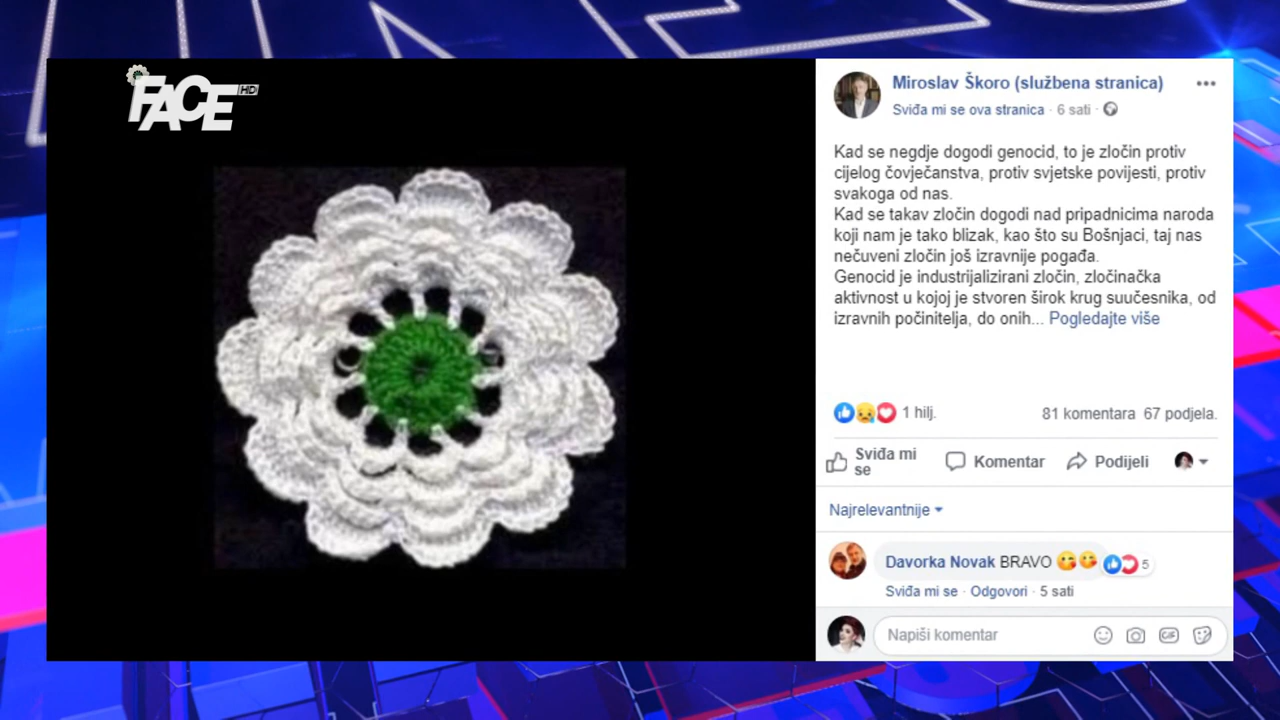 FACE HD
Miroslav Škoro (službena stranica)
Sviđa mi se ova stranica · 6 sati ·
Kad se negdje dogodi genocid, to je zločin protiv
cijelog čovječanstva, protiv svjetske povijesti, protiv
svakoga od nas.
Kad se takav zločin dogodi nad pripadnicima naroda
koji nam je tako blizak, kao što su Bošnjaci, taj nas
nečuveni zločin još izravnije pogađa.
Genocid je industrijalizirani zločin, zločinačka
aktivnost u kojoj je stvoren širok krug suučesnika, od
izravnih počinitelja, do onih... Pogledajte više
1 hilj. 81 komentara 67 podjela.
Sviđa mi
se
Komentar Podijeli
Najrelevantnije
Davorka Novak BRAVO 😋😋 5
Sviđa mi se · Odgovori · 5 sati
Napiši komentar
GIF